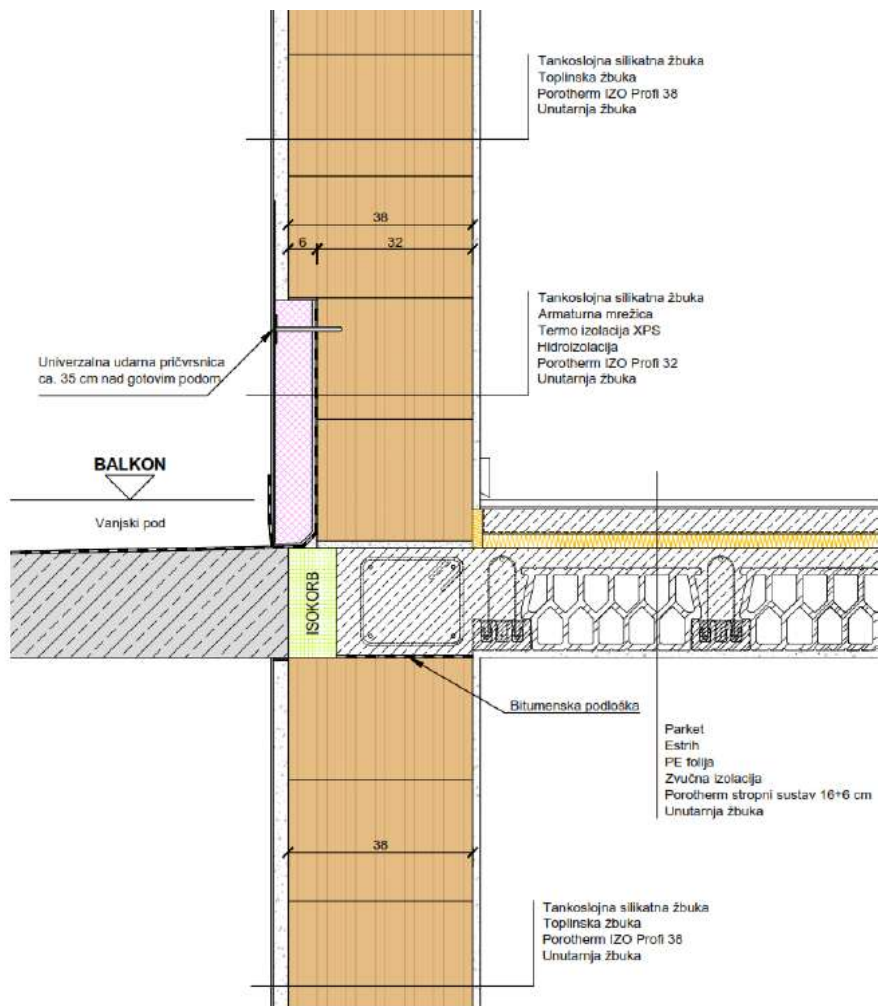 Tankoslojna silikatna žbuka
Toplinska žbuka
Porotherm IZO Profi 38
Unutarnja žbuka
38
6
32
Tankoslojna silikatna žbuka
Armaturna mrežica
Termo izolacija XPS
Hidroizolacija
Porotherm IZO Profi 32
Unutarnja žbuka
Univerzalna udarna pričvrsnica
ca. 35 cm nad gotovim podom
BALKON
Vanjski pod
ISOKORB
Bitumenska podloška
Parket
Estrih
PE folija
Zvučna izolacija
Porotherm stropni sustav 16+6 cm
Unutarnja žbuka
38
Tankoslojna silikatna žbuka
Toplinska žbuka
Porotherm IZO Profi 38
Unutarnja žbuka